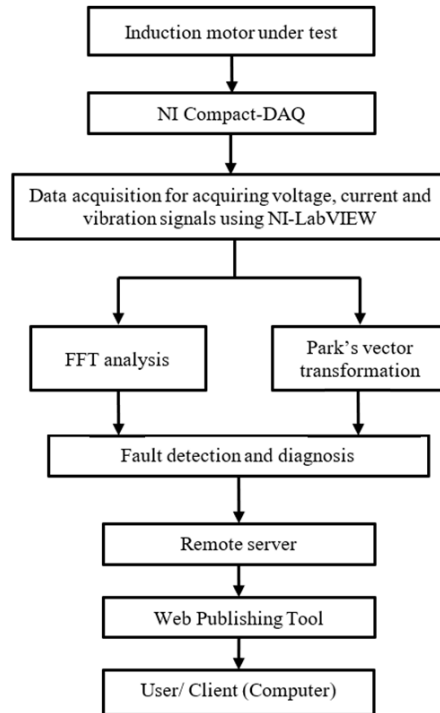 Induction motor under test
NI Compact-DAQ
Data acquisition for acquiring voltage, current and
vibration signals using NI-LabVIEW
FFT analysis
Park's vector
transformation
Fault detection and diagnosis
Remote server
Web Publishing Tool
User/ Client (Computer)